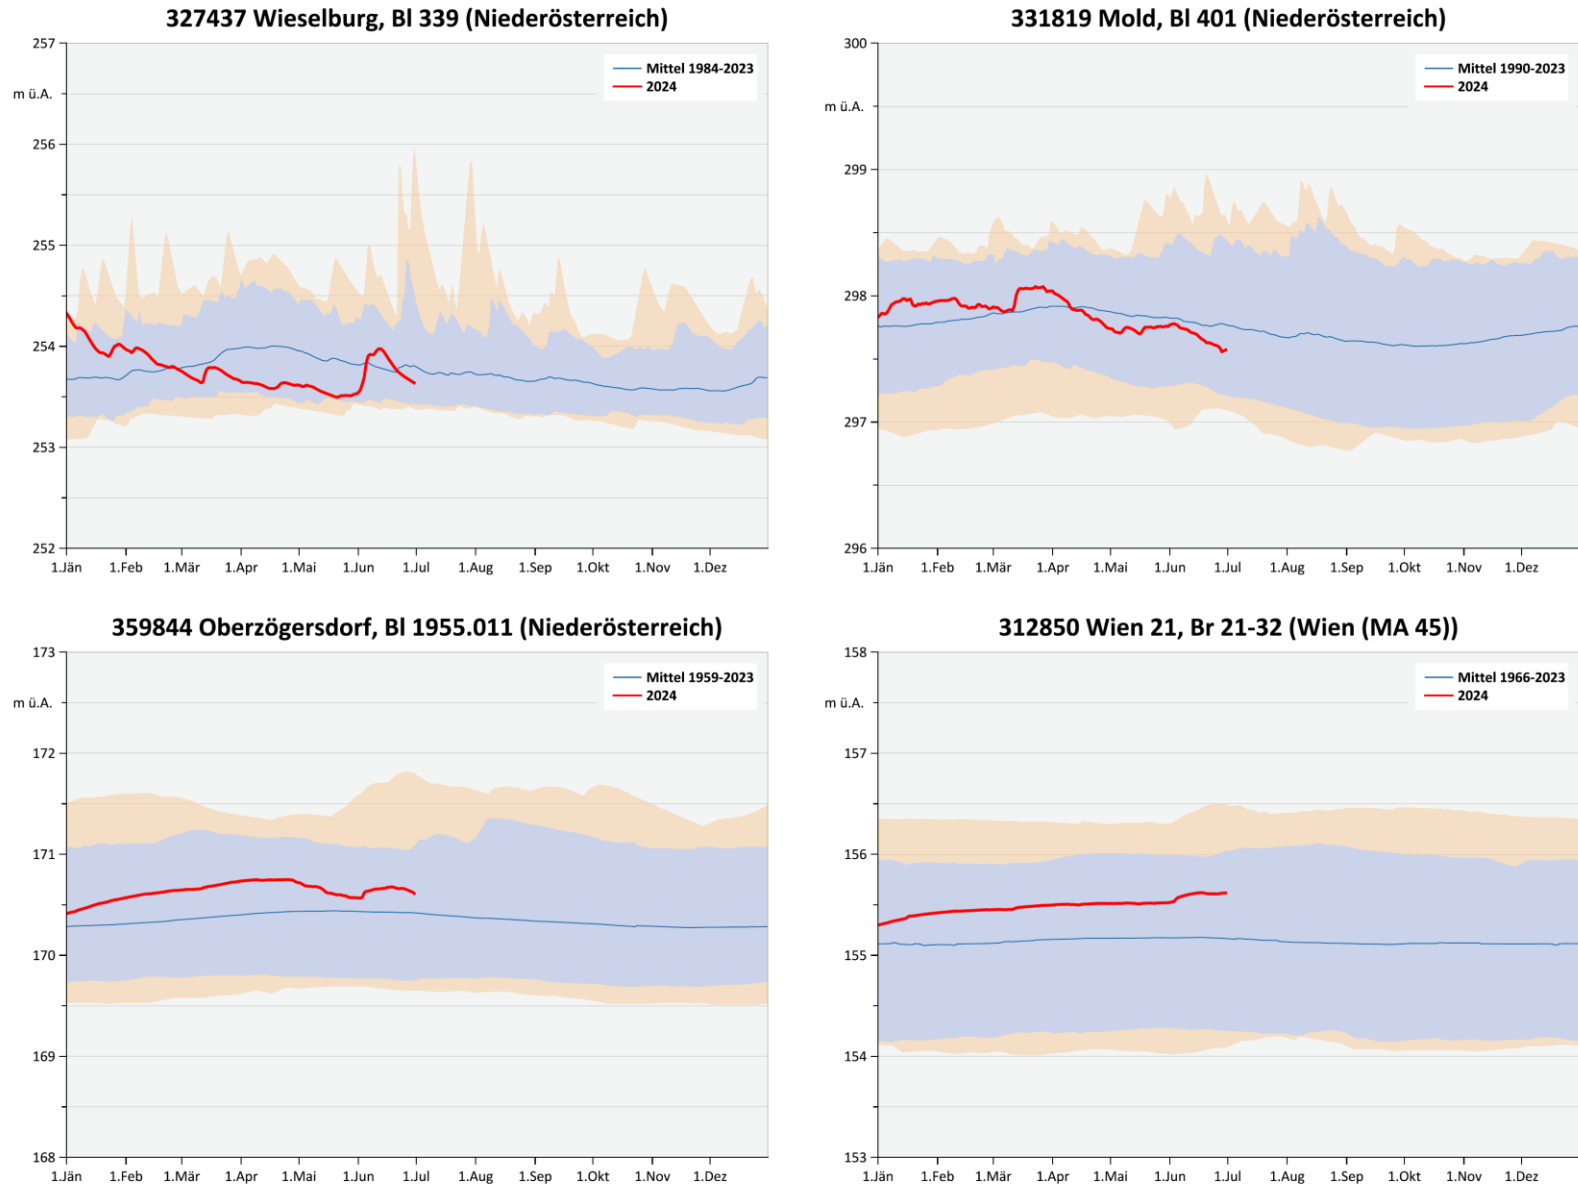 327437 Wieselburg, Bl 339 (Niederösterreich)
257
m ü.A.
256
255
254
253
252
Mittel 1984-2023
2024
1.Jän 1.Feb 1.Mär 1.Apr 1.Mai 1.Jun 1.Jul 1.Aug 1.Sep 1.Okt 1.Nov 1.Dez
331819 Mold, Bl 401 (Niederösterreich)
300
m ü.A.
299
298
297
296
Mittel 1990-2023
2024
1.Jän 1.Feb 1.Mär 1.Apr 1.Mai 1.Jun 1.Jul 1.Aug 1.Sep 1.Okt 1.Nov 1.Dez
359844 Oberzögersdorf, Bl 1955.011 (Niederösterreich)
173
m ü.A.
172
171
170
169
168
Mittel 1959-2023
2024
1.Jän 1.Feb 1.Mär 1.Apr 1.Mai 1.Jun 1.Jul 1.Aug 1.Sep 1.Okt 1.Nov 1.Dez
312850 Wien 21, Br 21-32 (Wien (MA 45))
158
m ü.A.
157
156
155
154
153
Mittel 1966-2023
2024
1.Jän 1.Feb 1.Mär 1.Apr 1.Mai 1.Jun 1.Jul 1.Aug 1.Sep 1.Okt 1.Nov 1.Dez